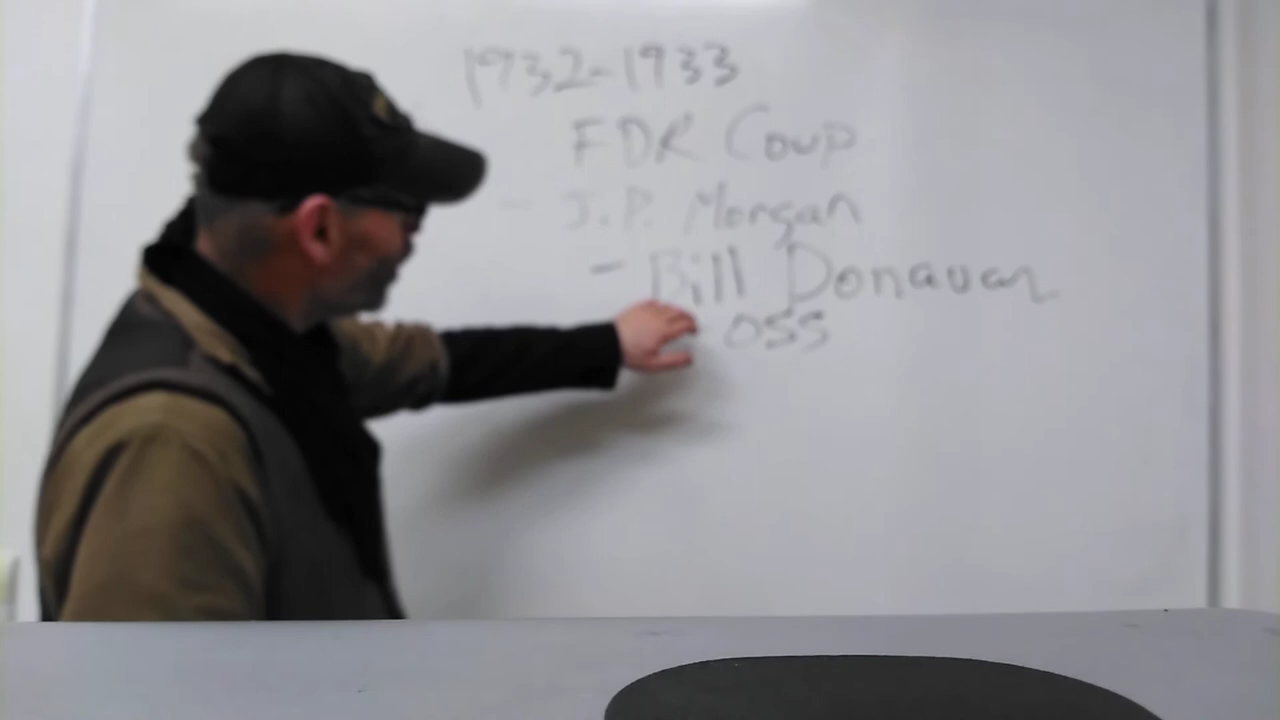 1932-1933
FDR Coup
- J.P. Morgan
- Bill Donavan
OSS